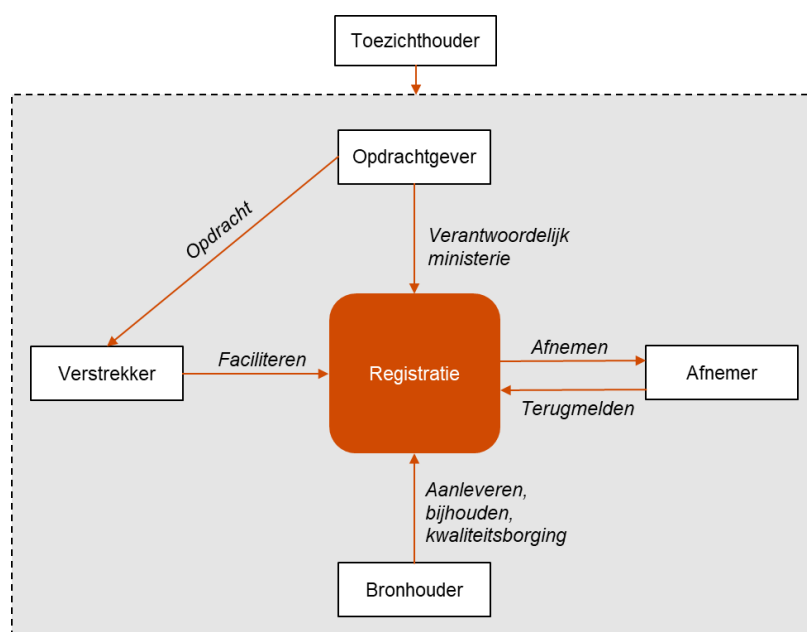 Toezichthouder
Opdrachtgever
Opdracht
Verantwoordelijk
ministerie
Verstrekker
Faciliteren
Registratie
Afnemen
Terugmelden
Afnemer
Aanleveren,
bijhouden,
kwaliteitsborging
Bronhouder